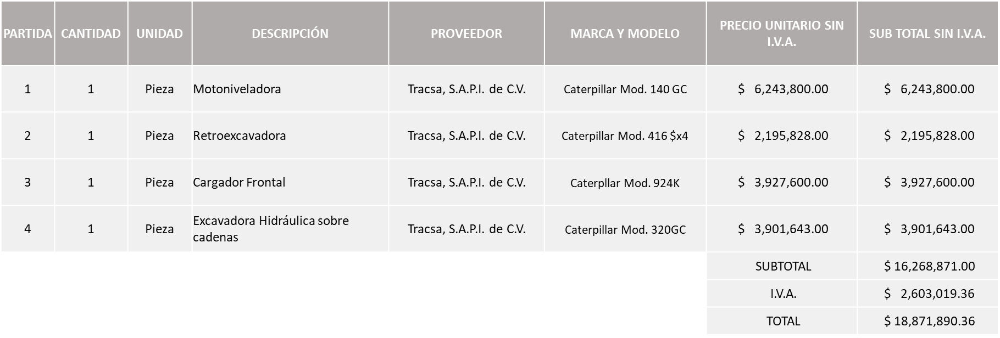 PARTIDA CANTIDAD UNIDAD DESCRIPCIÓN PROVEEDOR MARCA Y MODELO PRECIO UNITARIO SIN I.V.A. SUB TOTAL SIN I.V.A.
1 1 Pieza Motoniveladora Tracsa, S.A.P.I. de C.V. Caterpillar Mod. 140 GC $ 6,243,800.00 $ 6,243,800.00
2 1 Pieza Retroexcavadora Tracsa, S.A.P.I. de C.V. Caterpillar Mod. 416 $x4 $ 2,195,828.00 $ 2,195,828.00
3 1 Pieza Cargador Frontal Tracsa, S.A.P.I. de C.V. Caterpllar Mod. 924K $ 3,927,600.00 $ 3,927,600.00
4 1 Pieza Excavadora Hidráulica sobre cadenas Tracsa, S.A.P.I. de C.V. Caterpillar Mod. 320GC $ 3,901,643.00 $ 3,901,643.00
SUBTOTAL $ 16,268,871.00
I.V.A. $ 2,603,019.36
TOTAL $ 18,871,890.36